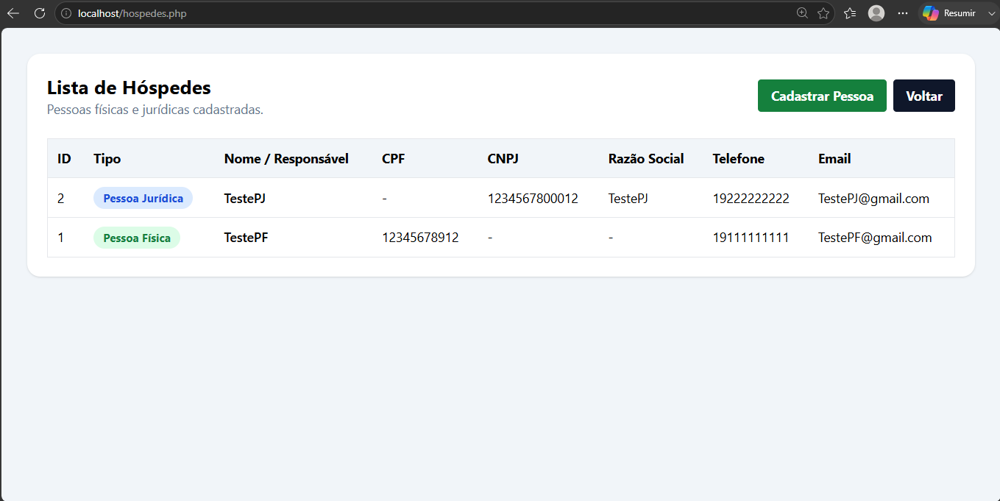 localhost/hospedes.php
Resumir
Lista de Hóspedes
Pessoas físicas e jurídicas cadastradas.
Cadastrar Pessoa
Voltar
ID Tipo Nome / Responsável CPF CNPJ Razão Social Telefone Email
2 Pessoa Jurídica TestePJ - 1234567800012 TestePJ 19222222222 TestePJ@gmail.com
1 Pessoa Física TestePF 12345678912 - - 19111111111 TestePF@gmail.com